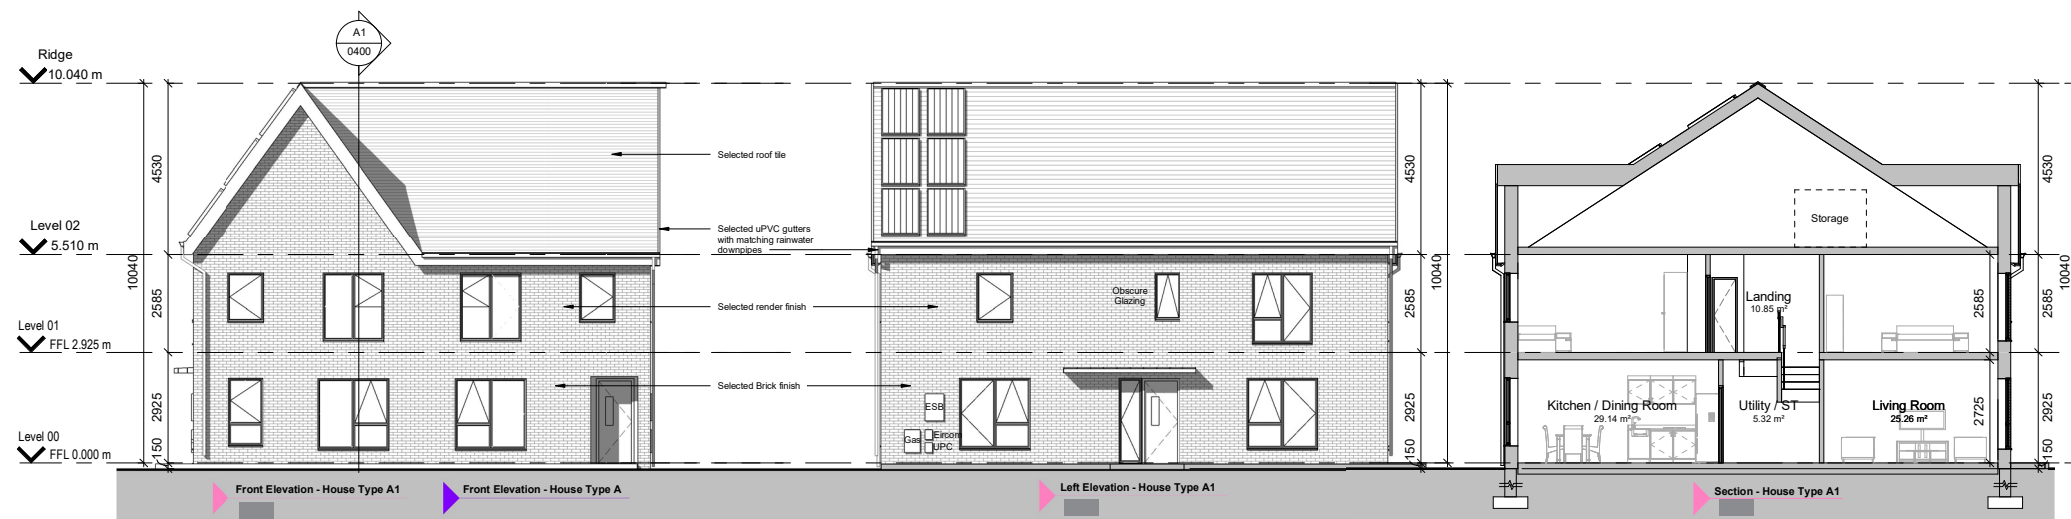 A1
0400
Ridge
10.040 m
Level 02
5.510 m
Level 01
FFL 2.925 m
Level 00
FFL 0.000 m
10040
4530
2585
2925
150
Selected roof tile
Selected uPVC gutters
with matching rainwater
downpipes
Selected render finish
Selected Brick finish
Front Elevation - House Type A1
Front Elevation - House Type A
Obscure
Glazing
ESB
Gas
Eircom
UPC
4530
2585
2925
150
10040
Left Elevation - House Type A1
Storage
Landing
10.85 m²
Kitchen / Dining Room
29.14 m²
Utility / ST
5.32 m²
Living Room
25.26 m²
2585
2725
4530
2585
2925
150
10040
Section - House Type A1